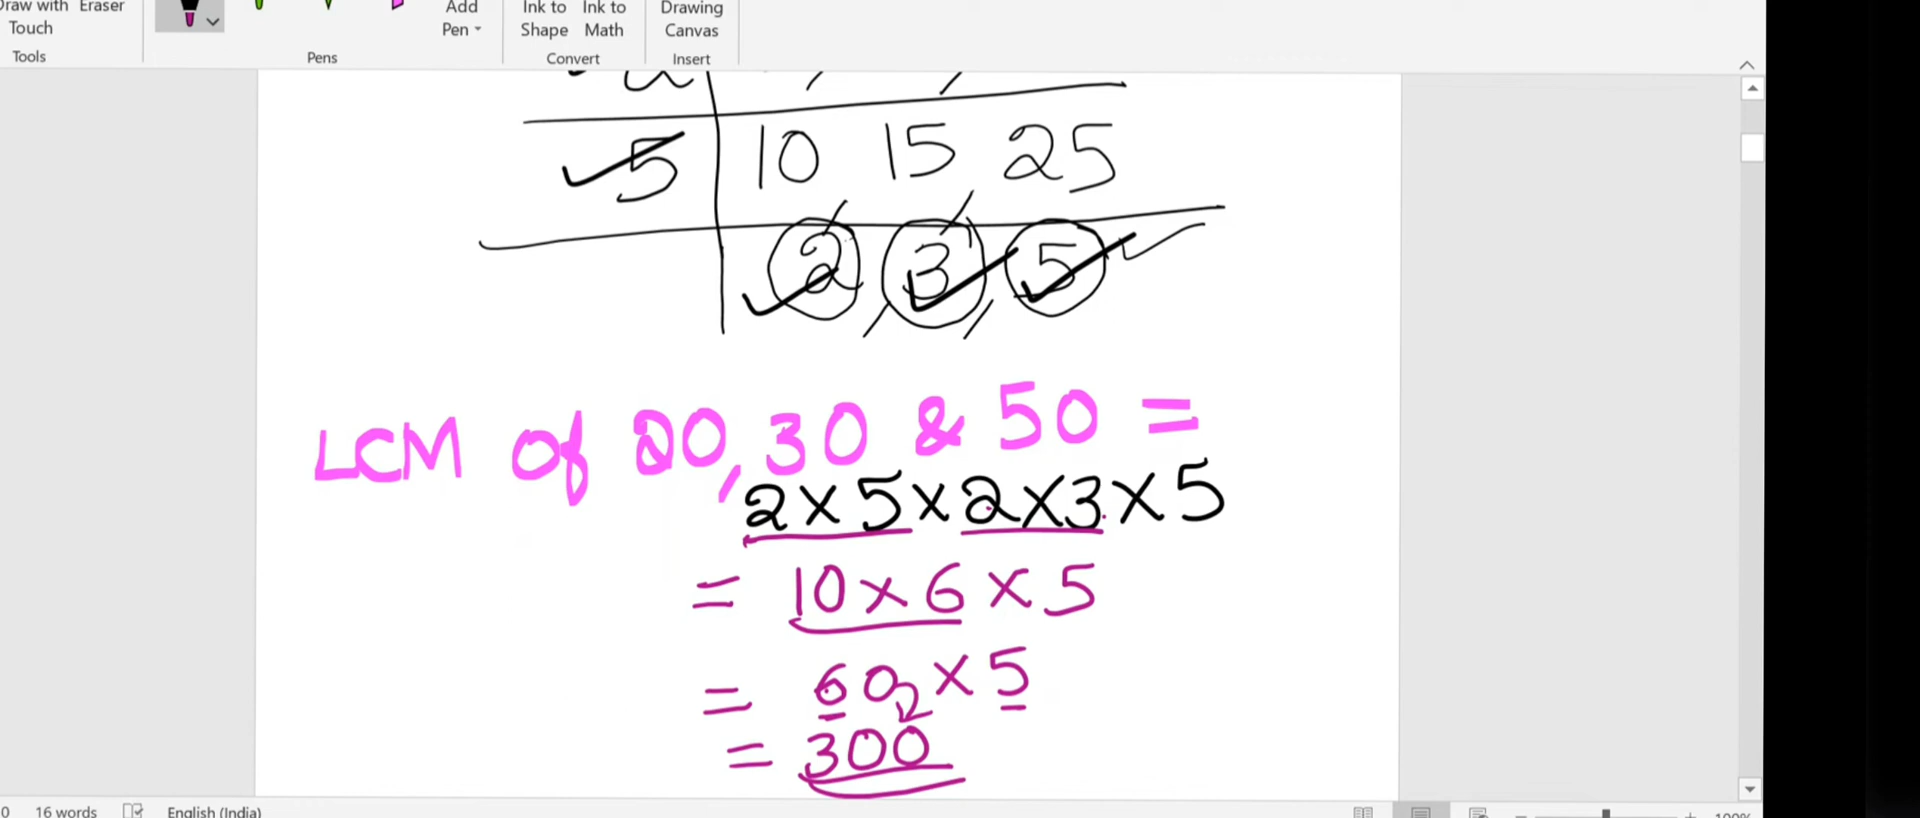 Draw with Eraser
Touch
Add
Pen
Ink to Ink to
Shape Math
Drawing
Canvas
Tools
Pens
Convert
Insert
2
5 10 15 25
2, 3, 5
LCM of 20, 30 & 50 =
2 × 5 × 2 × 3 × 5
= 10 × 6 × 5
= 60 × 5
= 300
16 words English (India)
100%